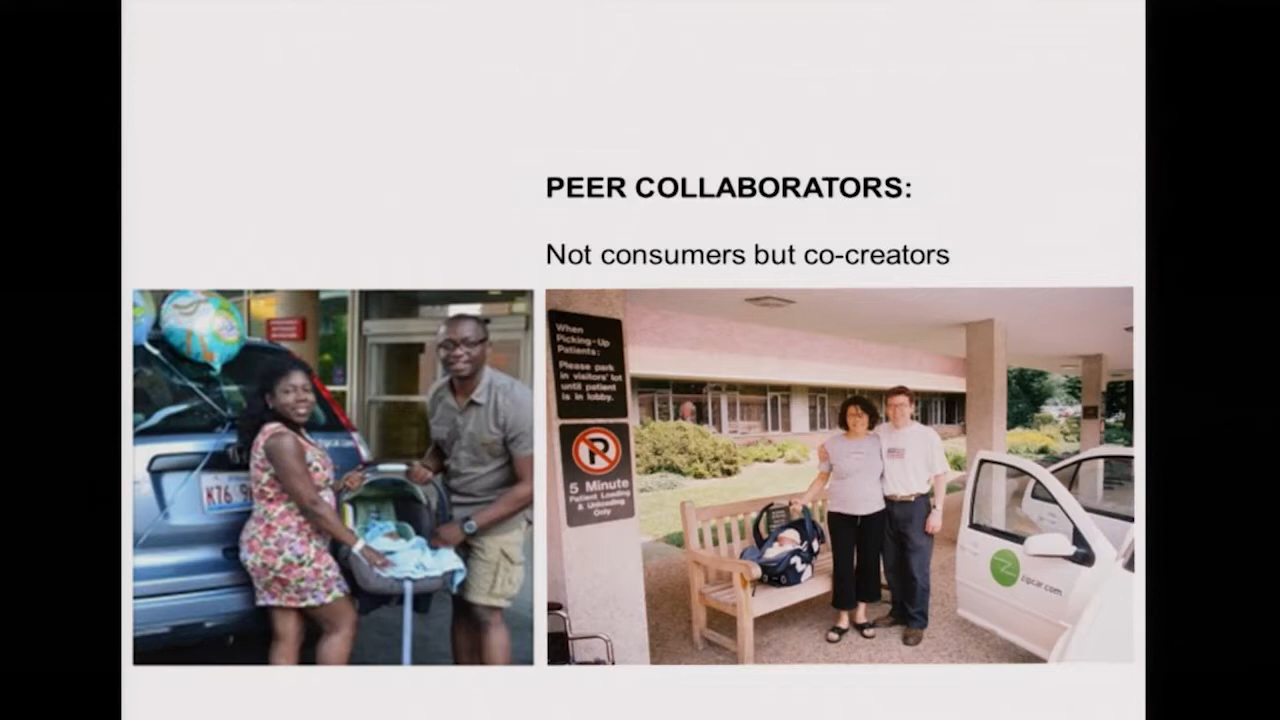 PEER COLLABORATORS:
Not consumers but co-creators
When
Picking-Up
Patients:
Please park
in visitors' lot
until patient
is in lobby.
P
5 Minute
Patient Loading
& Unloading
Only
K76
zipcar.com